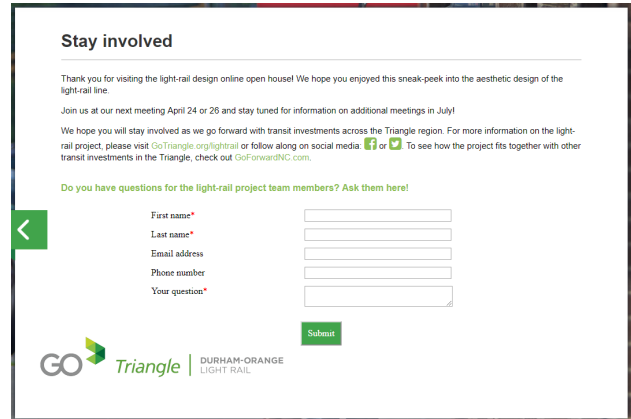 Stay involved
Thank you for visiting the light-rail design online open house! We hope you enjoyed this sneak-peek into the aesthetic design of the
light-rail line.
Join us at our next meeting April 24 or 26 and stay tuned for information on additional meetings in July!
We hope you will stay involved as we go forward with transit investments across the Triangle region. For more information on the light-
rail project, please visit GoTriangle.org/lightrail or follow along on social media: or . To see how the project fits together with other
transit investments in the Triangle, check out GoForwardNC.com.
Do you have questions for the light-rail project team members? Ask them here!
First name*
Last name*
Email address
Phone number
Your question*
Submit
GO Triangle | DURHAM-ORANGE
LIGHT RAIL